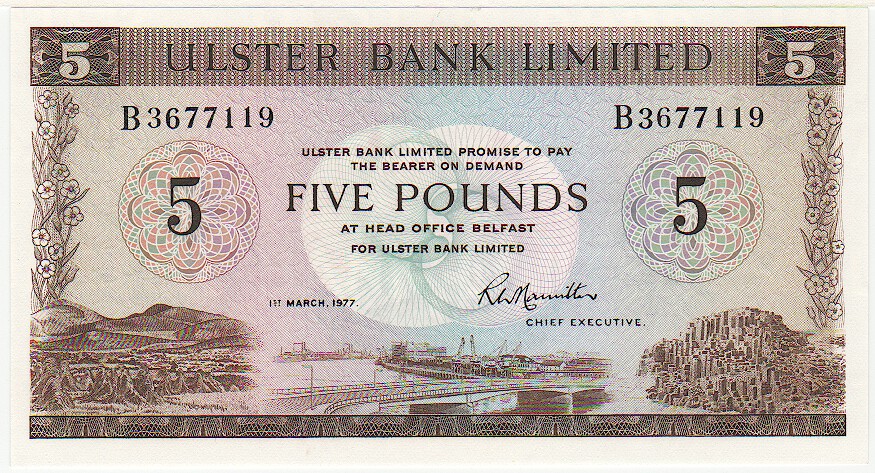 5 ULSTER BANK LIMITED 5
B3677119 B3677119
ULSTER BANK LIMITED PROMISE TO PAY
THE BEARER ON DEMAND
5 FIVE POUNDS 5
AT HEAD OFFICE BELFAST
FOR ULSTER BANK LIMITED
1ST MARCH, 1977.
CHIEF EXECUTIVE.